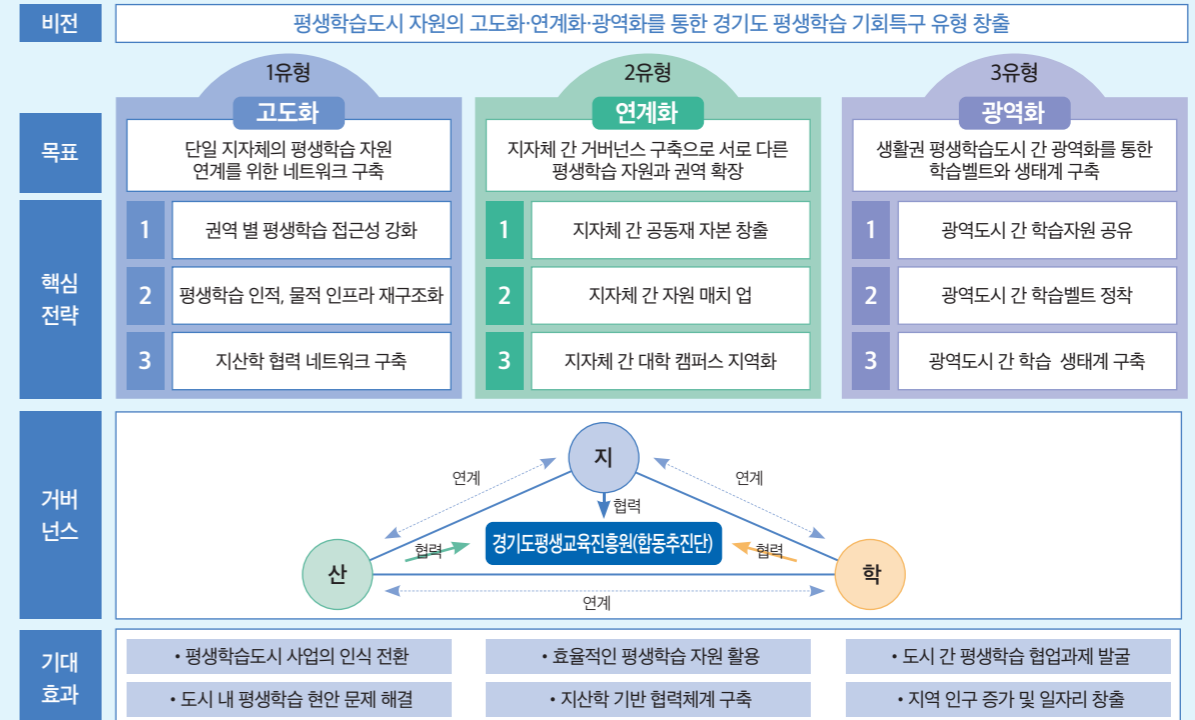 비전
평생학습도시 자원의 고도화·연계화·광역화를 통한 경기도 평생학습 기회특구 유형 창출
1유형
고도화
2유형
연계화
3유형
광역화
목표
단일 지자체의 평생학습 자원
연계를 위한 네트워크 구축
지자체 간 거버넌스 구축으로 서로 다른
평생학습 자원과 권역 확장
생활권 평생학습도시 간 광역화를 통한
학습벨트와 생태계 구축
핵심
전략
1
권역 별 평생학습 접근성 강화
2
평생학습 인적, 물적 인프라 재구조화
3
지산학 협력 네트워크 구축
1
지자체 간 공동재 자본 창출
2
지자체 간 자원 매치 업
3
지자체 간 대학 캠퍼스 지역화
1
광역도시 간 학습자원 공유
2
광역도시 간 학습벨트 정착
3
광역도시 간 학습 생태계 구축
거버
넌스
지
연계
연계
협력
경기도평생교육진흥원(합동추진단)
협력
협력
산
학
연계
기대
효과
• 평생학습도시 사업의 인식 전환
• 효율적인 평생학습 자원 활용
• 도시 간 평생학습 협업과제 발굴
• 도시 내 평생학습 현안 문제 해결
• 지산학 기반 협력체계 구축
• 지역 인구 증가 및 일자리 창출